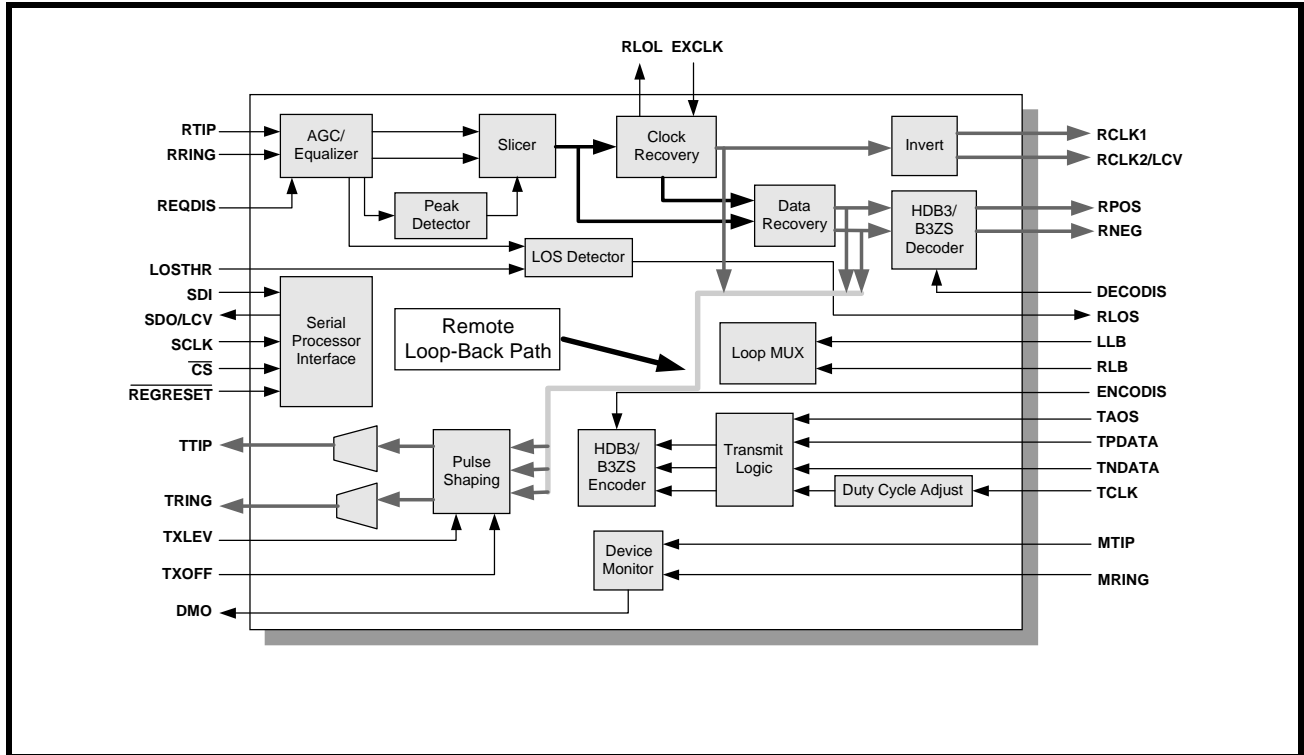 RLOL EXCLK
RTIP
RRING
REQDIS
LOSTHR
SDI
SDO/LCV
SCLK
CS
REGRESET
TTIP
TRING
TXLEV
TXOFF
DMO
AGC/
Equalizer
Slicer
Peak
Detector
LOS Detector
Clock
Recovery
Data
Recovery
Invert
HDB3/
B3ZS
Decoder
Serial
Processor
Interface
Remote
Loop-Back Path
Loop MUX
Pulse
Shaping
HDB3/
B3ZS
Encoder
Transmit
Logic
Duty Cycle Adjust
Device
Monitor
RCLK1
RCLK2/LCV
RPOS
RNEG
DECODIS
RLOS
LLB
RLB
ENCODIS
TAOS
TPDATA
TNDATA
TCLK
MTIP
MRING